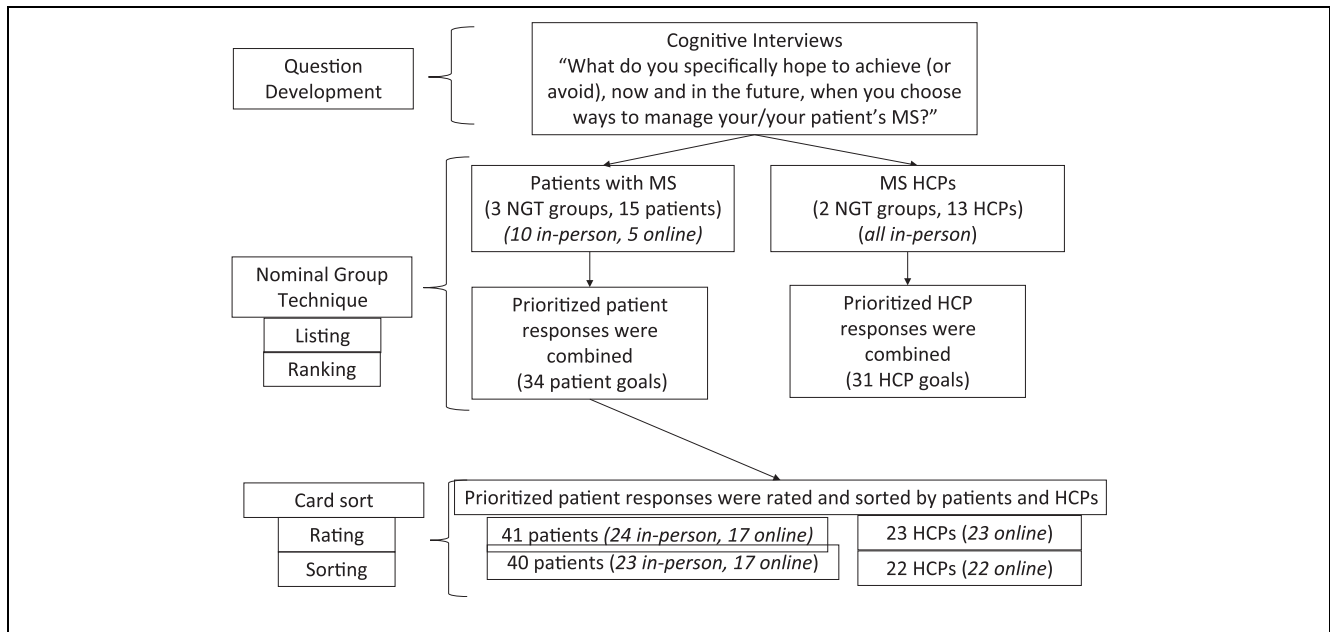 Question
Development
Cognitive Interviews
“What do you specifically hope to achieve (or
avoid), now and in the future, when you choose
ways to manage your/your patient’s MS?”
Patients with MS
(3 NGT groups, 15 patients)
(10 in-person, 5 online)
MS HCPs
(2 NGT groups, 13 HCPs)
(all in-person)
Nominal Group
Technique
Listing
Ranking
Prioritized patient
responses were
combined
(34 patient goals)
Prioritized HCP
responses were
combined
(31 HCP goals)
Card sort
Rating
Sorting
Prioritized patient responses were rated and sorted by patients and HCPs
41 patients (24 in-person, 17 online)
40 patients (23 in-person, 17 online)
23 HCPs (23 online)
22 HCPs (22 online)